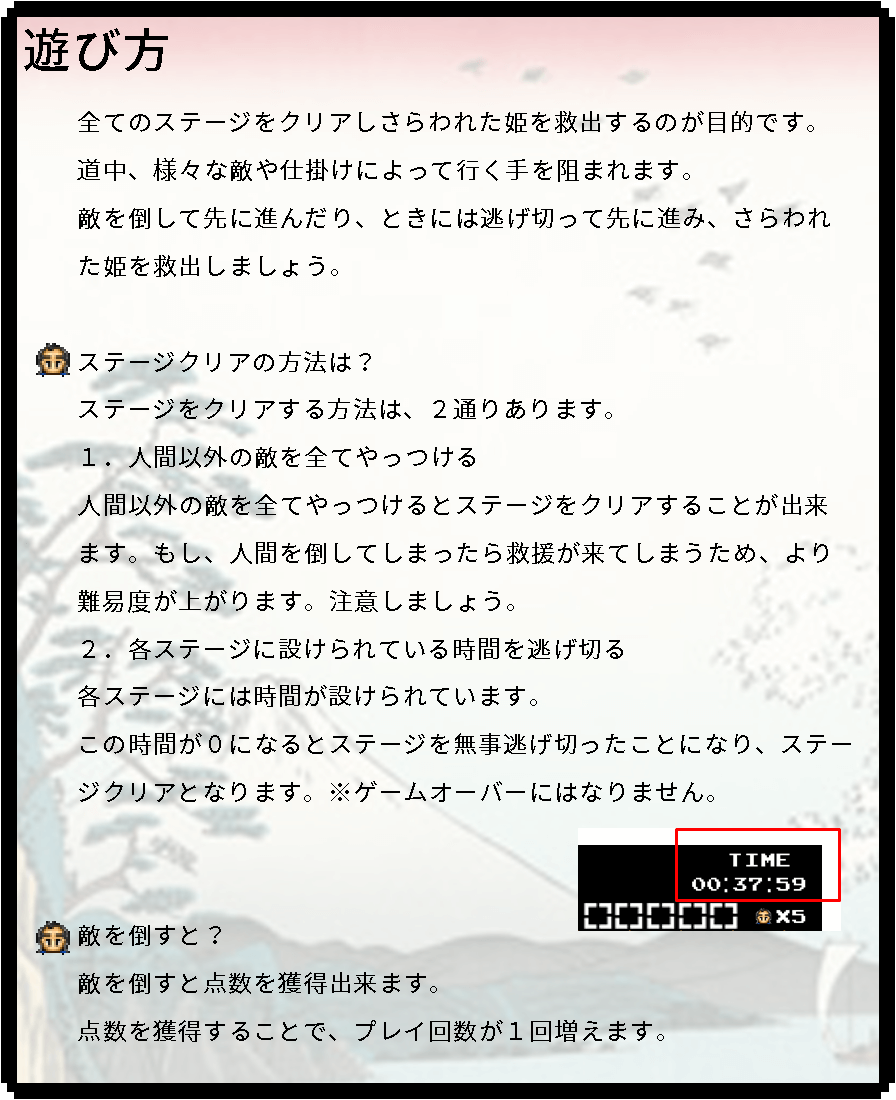 遊び方
全てのステージをクリアしさらわれた姫を救出するのが目的です。
道中、様々な敵や仕掛けによって行く手を阻まれます。
敵を倒して先に進んだり、ときには逃げ切って先に進み、さらわれ
た姫を救出しましょう。
ステージクリアの方法は？
ステージをクリアする方法は、２通りあります。
１．人間以外の敵を全てやっつける
人間以外の敵を全てやっつけるとステージをクリアすることが出来
ます。もし、人間を倒してしまったら救援が来てしまうため、より
難易度が上がります。注意しましょう。
２．各ステージに設けられている時間を逃げ切る
各ステージには時間が設けられています。
この時間が０になるとステージを無事逃げ切ったことになり、ステー
ジクリアとなります。※ゲームオーバーにはなりません。
TIME
00:37:59
×5
敵を倒すと？
敵を倒すと点数を獲得出来ます。
点数を獲得することで、プレイ回数が１回増えます。